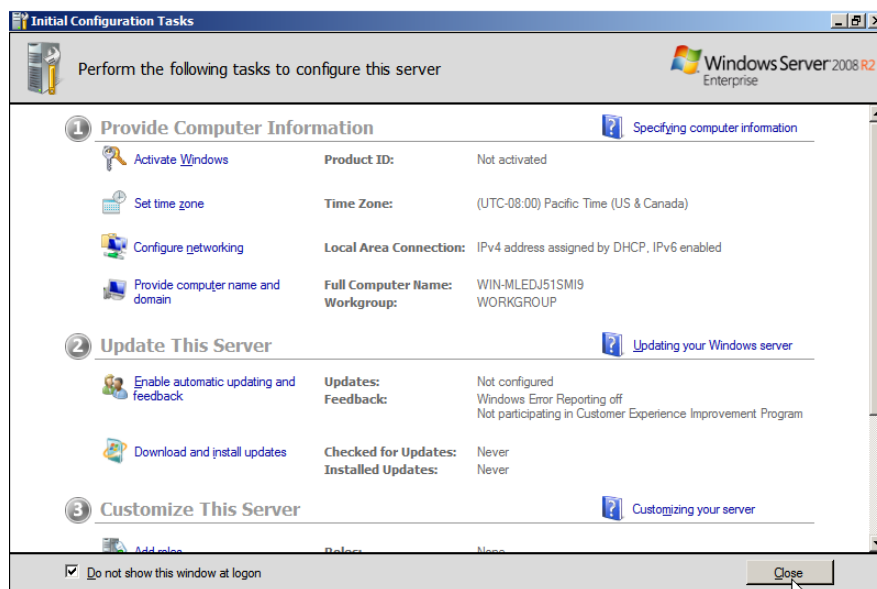 Initial Configuration Tasks
Perform the following tasks to configure this server
Windows Server 2008 R2
Enterprise
1 Provide Computer Information
Specifying computer information
Activate Windows Product ID: Not activated
Set time zone Time Zone: (UTC-08:00) Pacific Time (US & Canada)
Configure networking Local Area Connection: IPv4 address assigned by DHCP, IPv6 enabled
Provide computer name and domain Full Computer Name: WIN-MLEDJ51SMI9
Workgroup: WORKGROUP
2 Update This Server
Updating your Windows server
Enable automatic updating and feedback Updates: Not configured
Feedback: Windows Error Reporting off
Not participating in Customer Experience Improvement Program
Download and install updates Checked for Updates: Never
Installed Updates: Never
3 Customize This Server
Customizing your server
Add roles Roles: None
Do not show this window at logon
Close